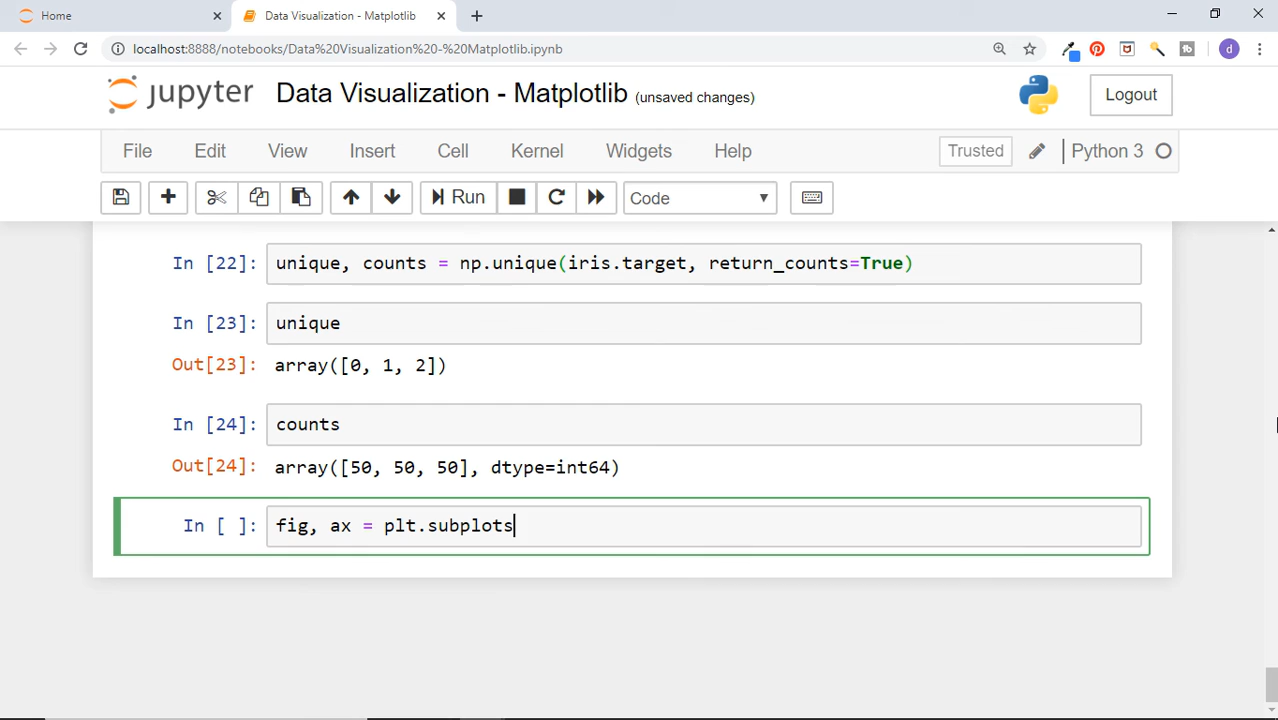 Home
Data Visualization - Matplotlib
localhost:8888/notebooks/Data%20Visualization%20-%20Matplotlib.ipynb
d
jupyter Data Visualization - Matplotlib (unsaved changes)
Logout
File Edit View Insert Cell Kernel Widgets Help
Trusted
Python 3
Run
Code
In [22]: unique, counts = np.unique(iris.target, return_counts=True)
In [23]: unique
Out[23]: array([0, 1, 2])
In [24]: counts
Out[24]: array([50, 50, 50], dtype=int64)
In [ ]: fig, ax = plt.subplots